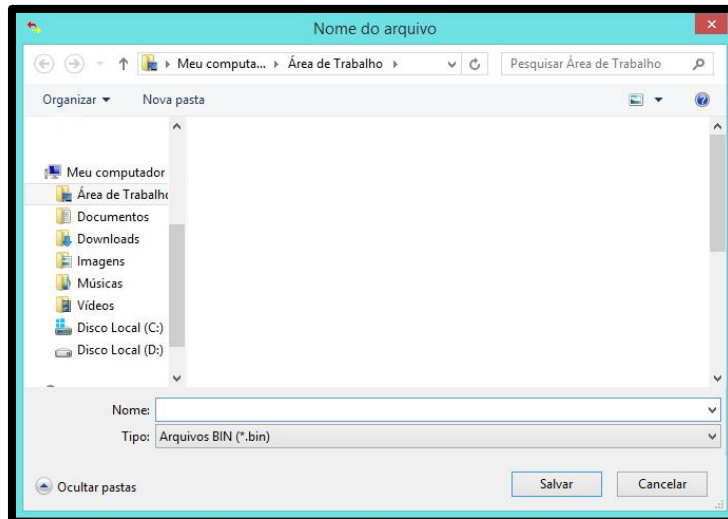 Nome do arquivo
Meu computa... Área de Trabalho
Pesquisar Área de Trabalho
Organizar
Nova pasta
Meu computador
Área de Trabalho
Documentos
Downloads
Imagens
Músicas
Vídeos
Disco Local (C:)
Disco Local (D:)
Nome:
Tipo: Arquivos BIN (*.bin)
Ocultar pastas
Salvar
Cancelar